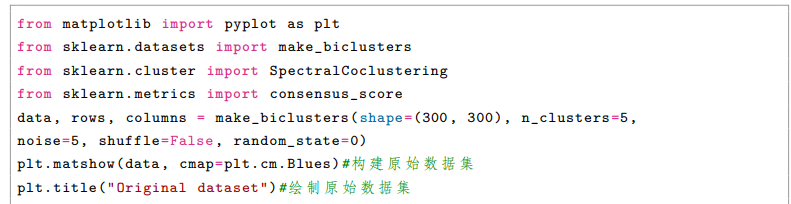 from matplotlib import pyplot as plt
from sklearn.datasets import make_biclusters
from sklearn.cluster import SpectralCoclustering
from sklearn.metrics import consensus_score
data, rows, columns = make_biclusters(shape=(300, 300), n_clusters=5,
noise=5, shuffle=False, random_state=0)
plt.matshow(data, cmap=plt.cm.Blues)#构建原始数据集
plt.title("Original dataset")#绘制原始数据集